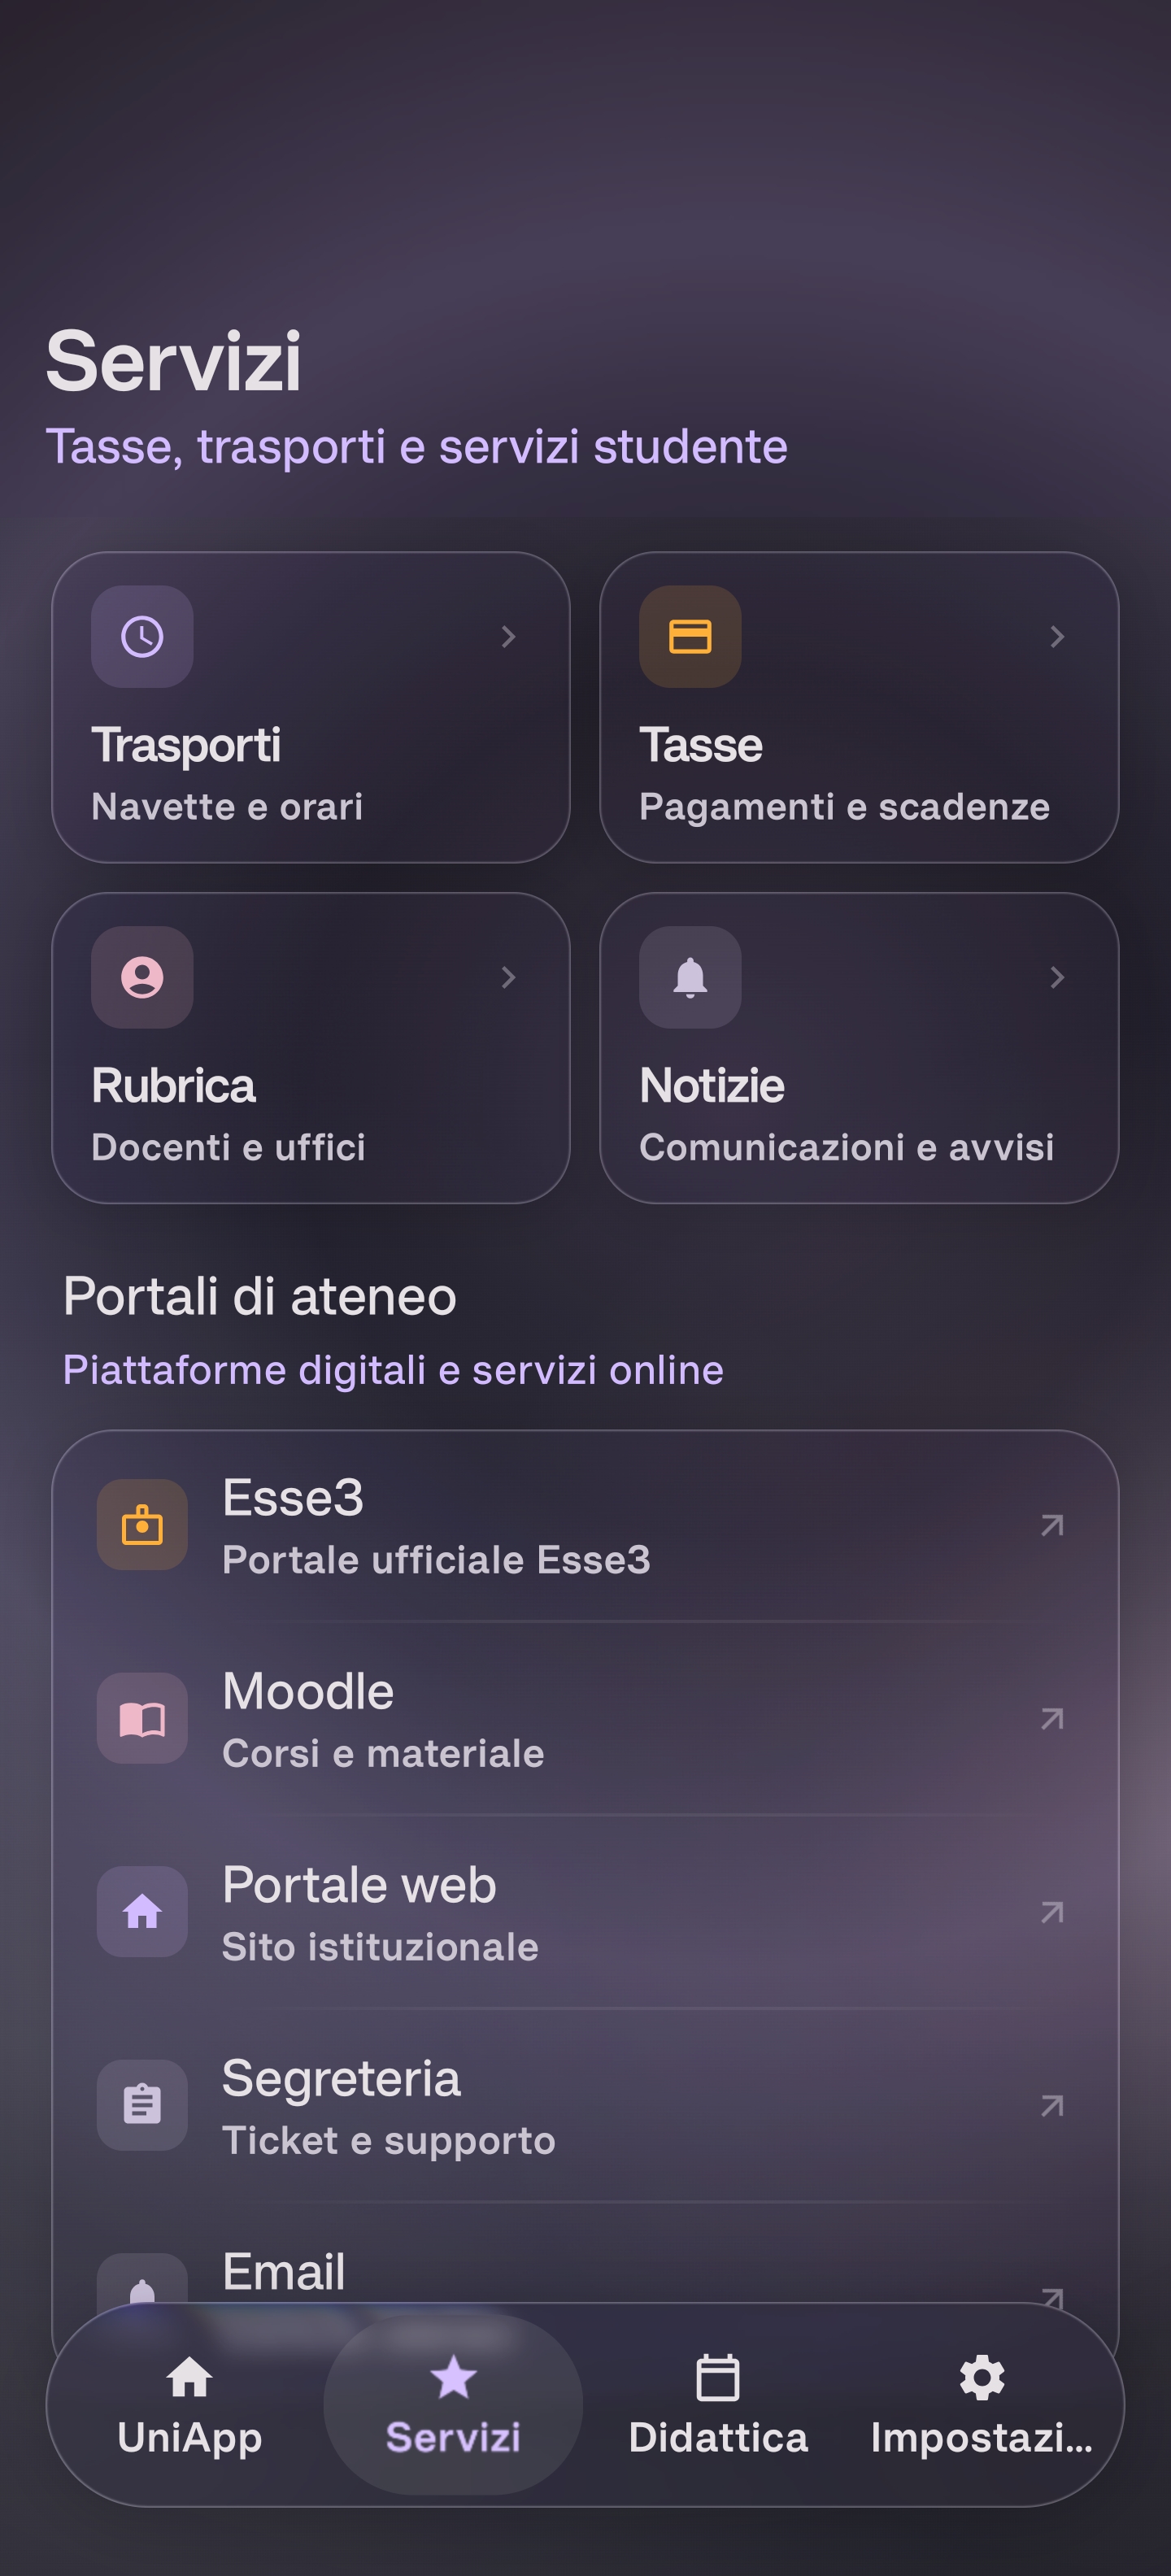 Servizi
Tasse, trasporti e servizi studente
Trasporti
Navette e orari
Tasse
Pagamenti e scadenze
Rubrica
Docenti e uffici
Notizie
Comunicazioni e avvisi
Portali di ateneo
Piattaforme digitali e servizi online
Esse3
Portale ufficiale Esse3
Moodle
Corsi e materiale
Portale web
Sito istituzionale
Segreteria
Ticket e supporto
Email
UniApp
Servizi
Didattica
Impostazi...